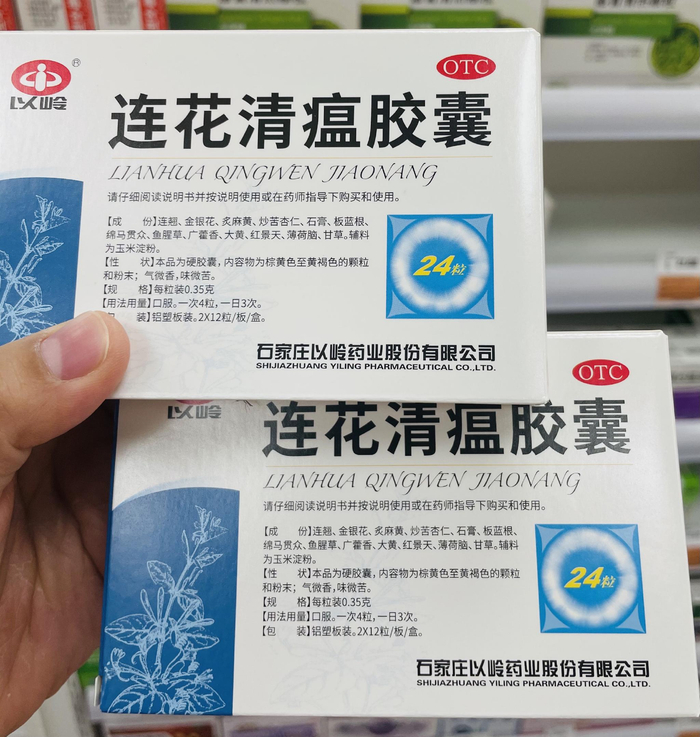 以岭
®
OTC
连花清瘟胶囊
LIANHUA QINGWEN JIAONANG
请仔细阅读说明书并按说明使用或在药师指导下购买和使用。
【成 份】连翘、金银花、炙麻黄、炒苦杏仁、石膏、板蓝根、
绵马贯众、鱼腥草、广藿香、大黄、红景天、薄荷脑、甘草。辅料
为玉米淀粉。
【性 状】本品为硬胶囊,内容物为棕黄色至黄褐色的颗粒
和粉末;气微香,味微苦。
【规 格】每粒装0.35克
【用法用量】口服。一次4粒,一日3次。
包 装】铝塑板装。2X12粒/板/盒。
24粒
石家庄以岭药业股份有限公司
SHIJIAZHUANG YILING PHARMACEUTICAL CO.,LTD.
以岭
OTC
连花清瘟胶囊
LIANHUA QINGWEN JIAONANG
请仔细阅读说明书并按说明使用或在药师指导下购买和使用。
【成 份】连翘、金银花、炙麻黄、炒苦杏仁、石膏、板蓝根、
绵马贯众、鱼腥草、广藿香、大黄、红景天、薄荷脑、甘草。辅料
为玉米淀粉。
【性 状】本品为硬胶囊,内容物为棕黄色至黄褐色的颗粒
和粉末;气微香,味微苦。
【规 格】每粒装0.35克
【用法用量】口服。一次4粒,一日3次。
【包 装】铝塑板装。2X12粒/板/盒。
24粒
石家庄以岭药业股份有限公司
SHIJIAZHUANG YILING PHARMACEUTICAL CO.,LTD.